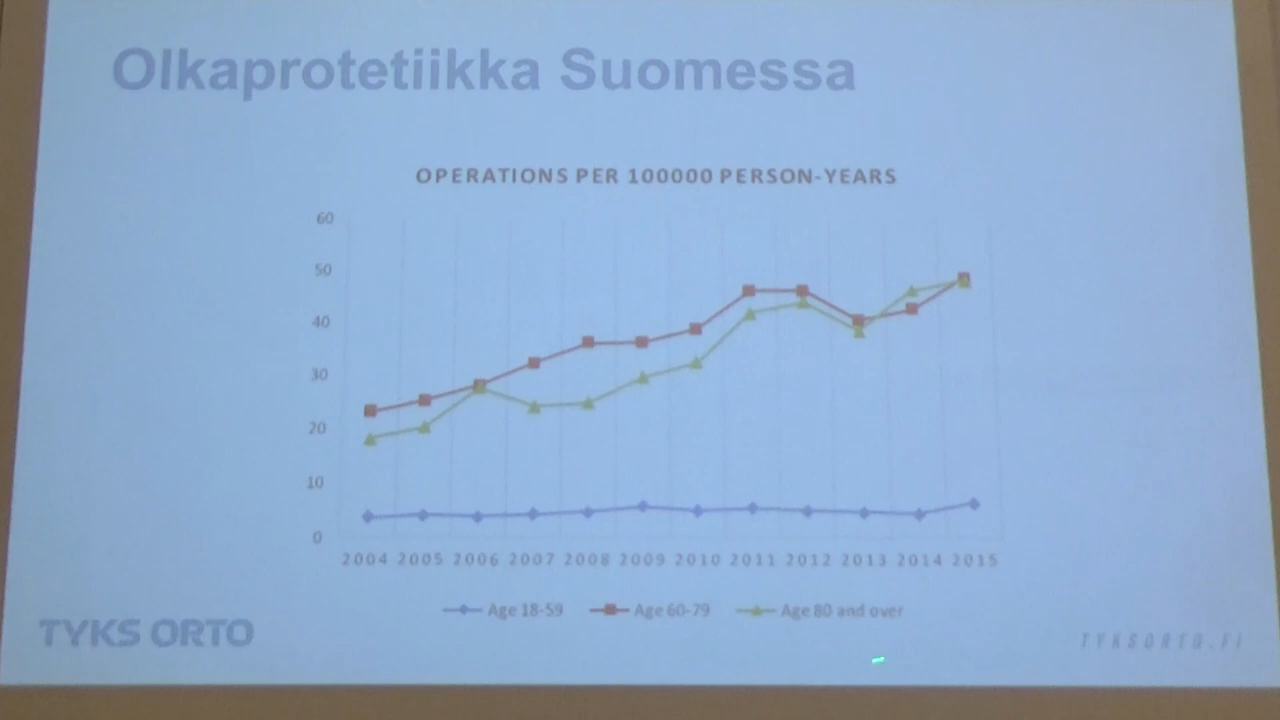 Olkaprotetiikka Suomessa
OPERATIONS PER 100000 PERSON-YEARS
60
50
40
30
20
10
0
2004 2005 2006 2007 2008 2009 2010 2011 2012 2013 2014 2015
Age 18-59 Age 60-79 Age 80 and over
TYKS ORTO
TYKSORTO.FI